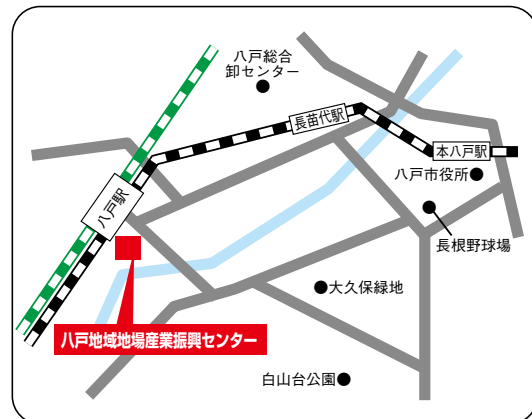 八戸総合
卸センター
長苗代駅
本八戸駅
八戸市役所
八戸駅
長根野球場
大久保緑地
八戸地域地場産業振興センター
白山台公園